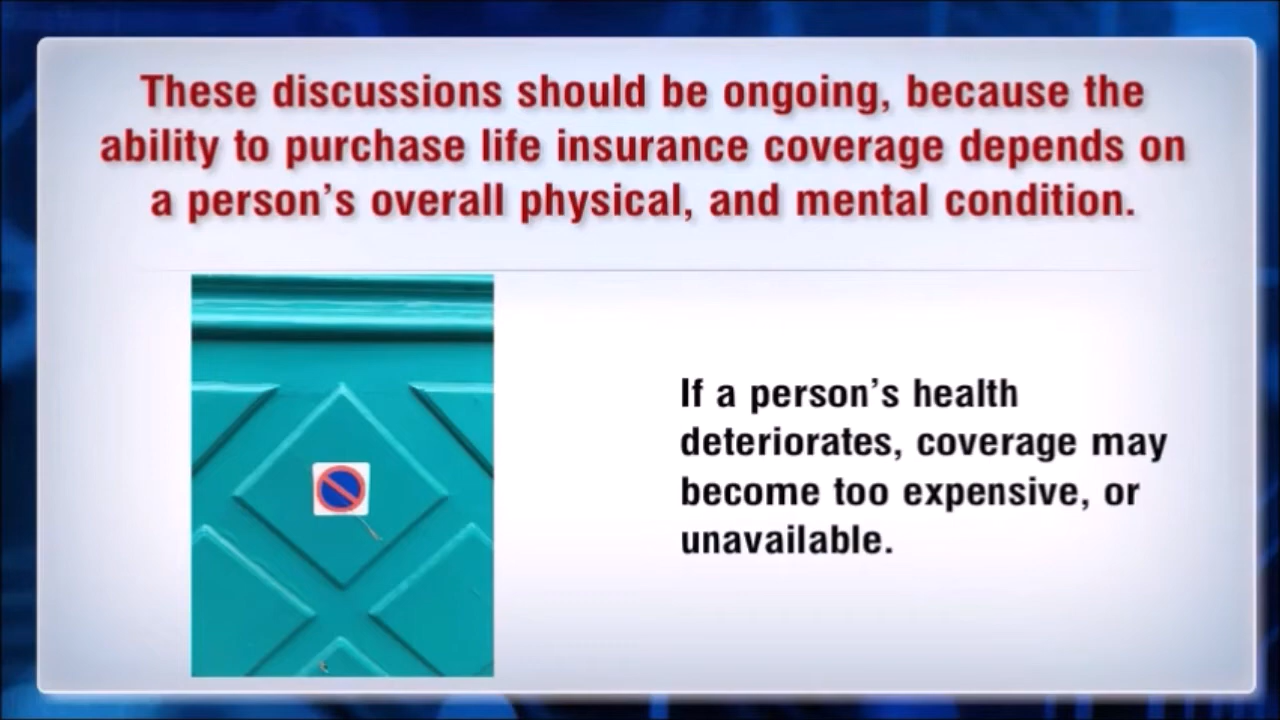 These discussions should be ongoing, because the
ability to purchase life insurance coverage depends on
a person’s overall physical, and mental condition.
If a person’s health
deteriorates, coverage may
become too expensive, or
unavailable.